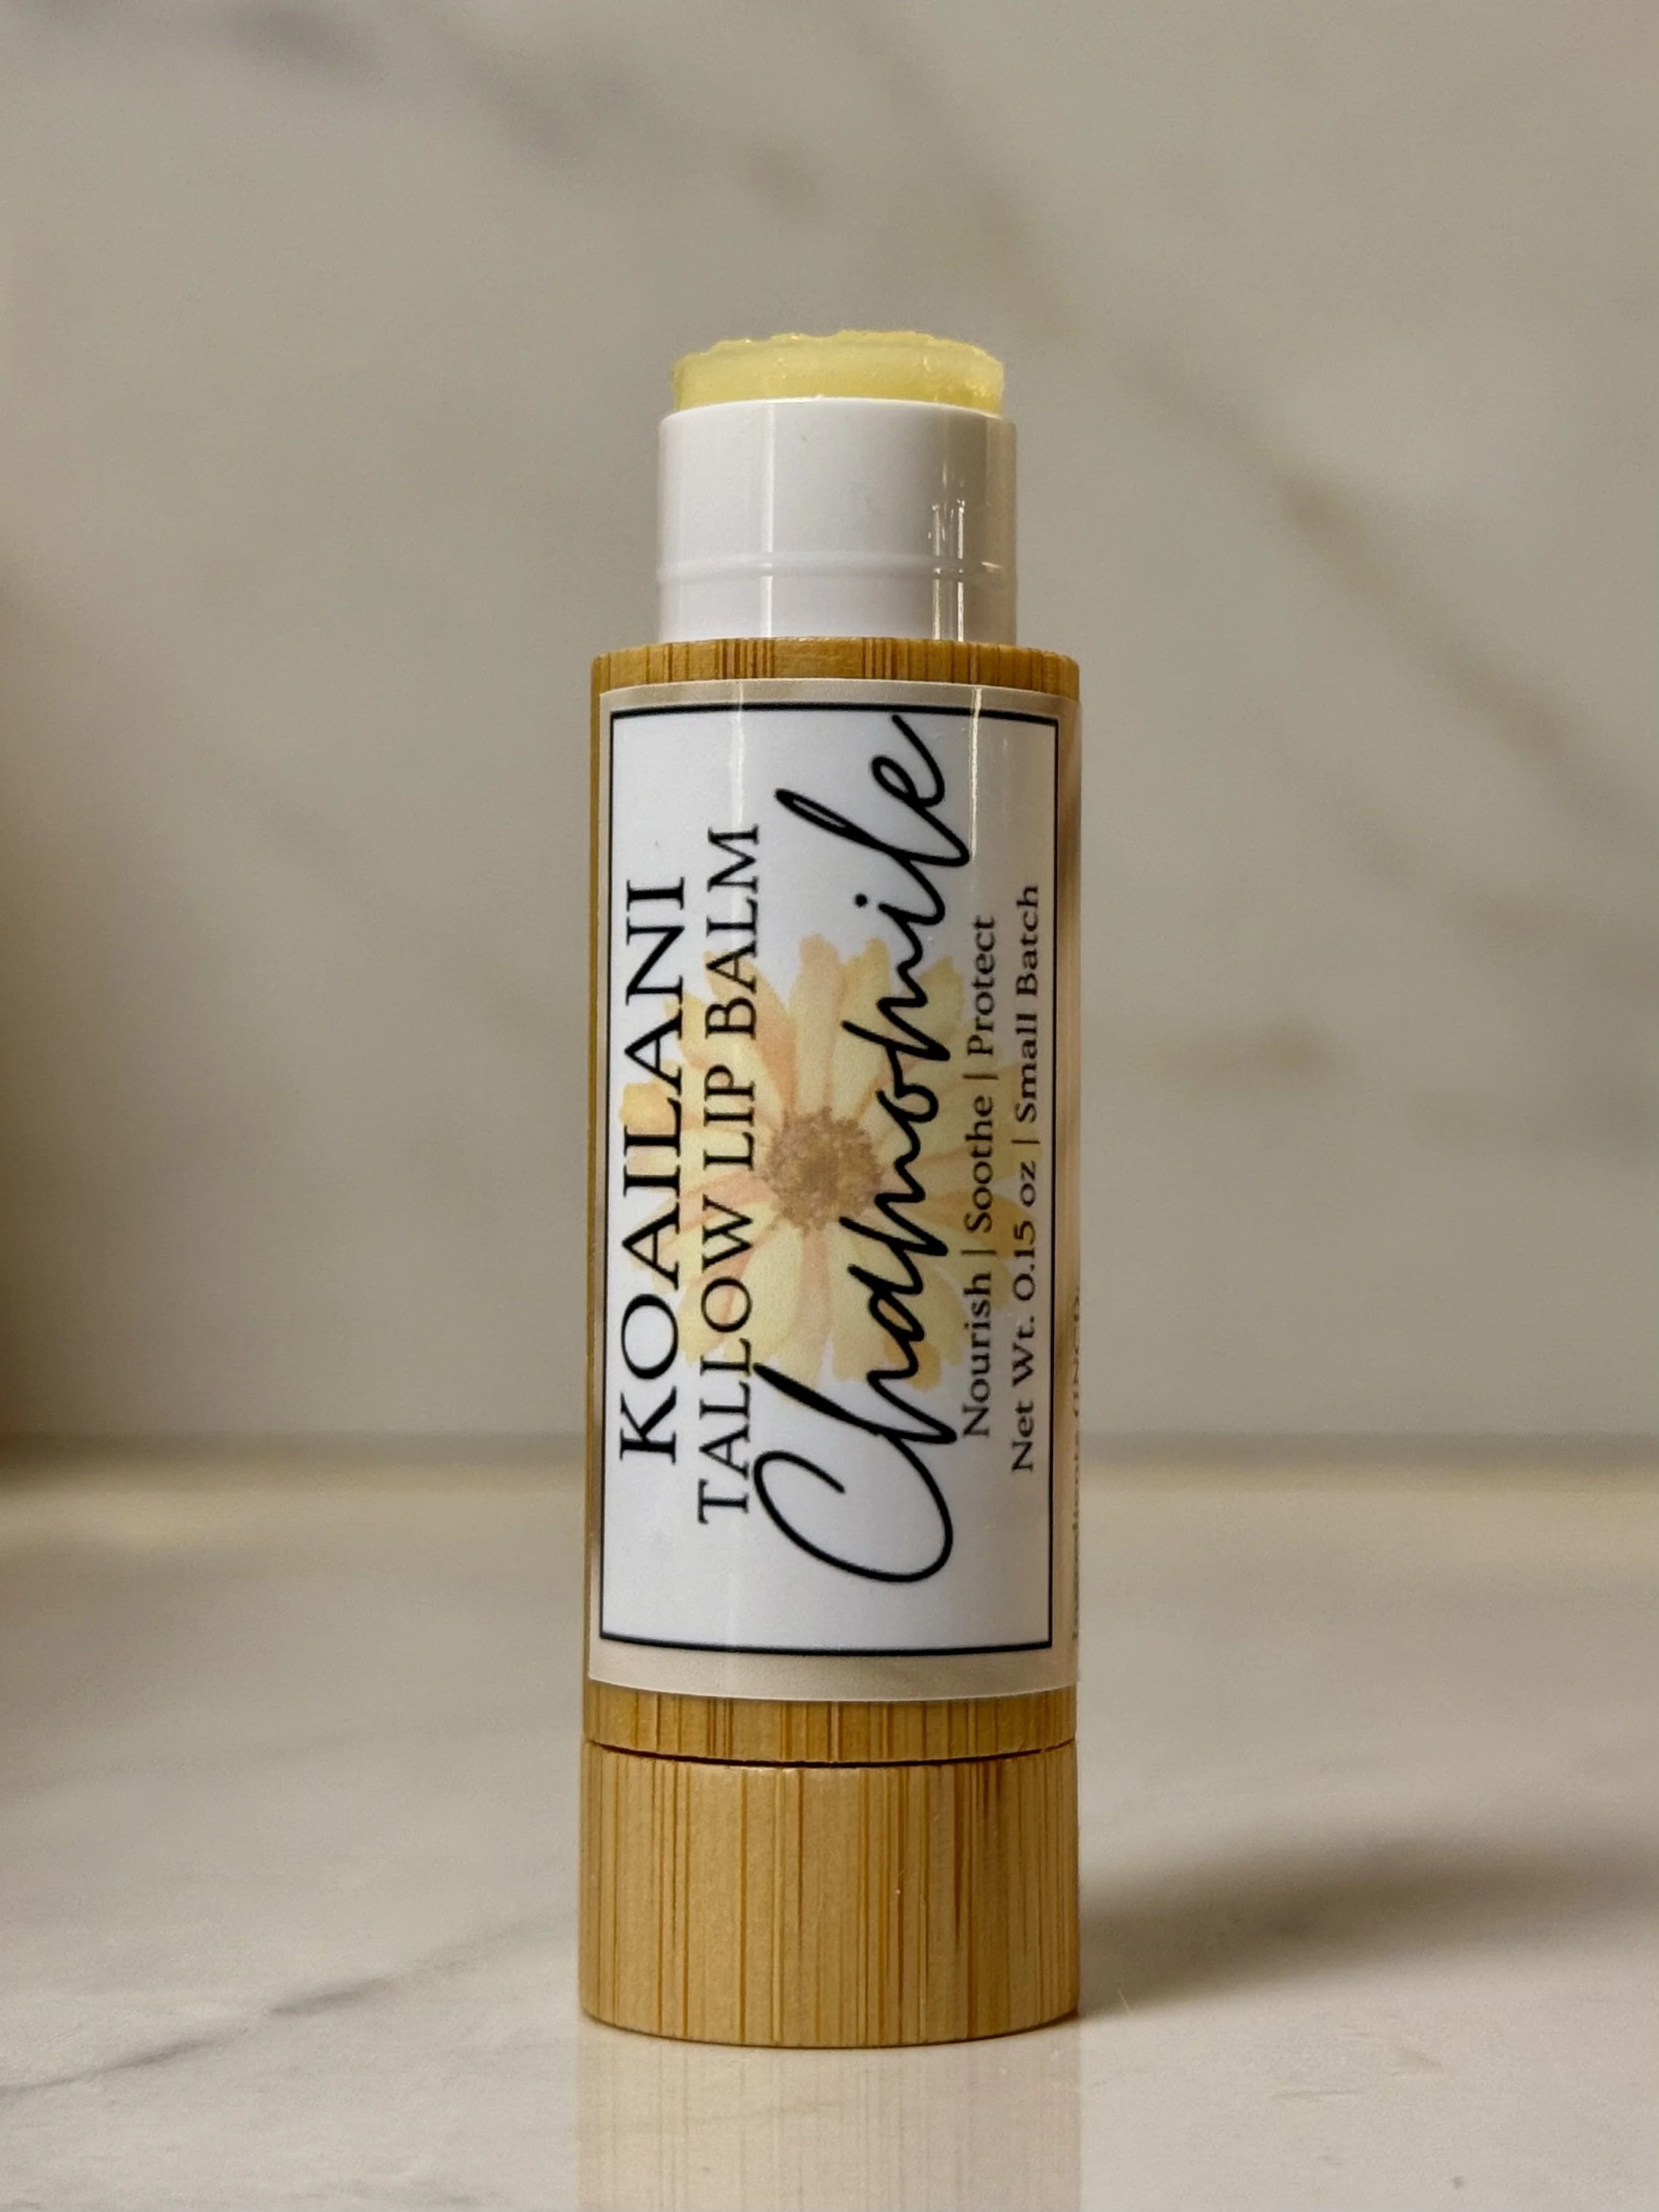 KOAILANI
TALLOW LIP BALM
Chamomile
Nourish | Soothe | Protect
Net Wt. 0.15 oz | Small Batch